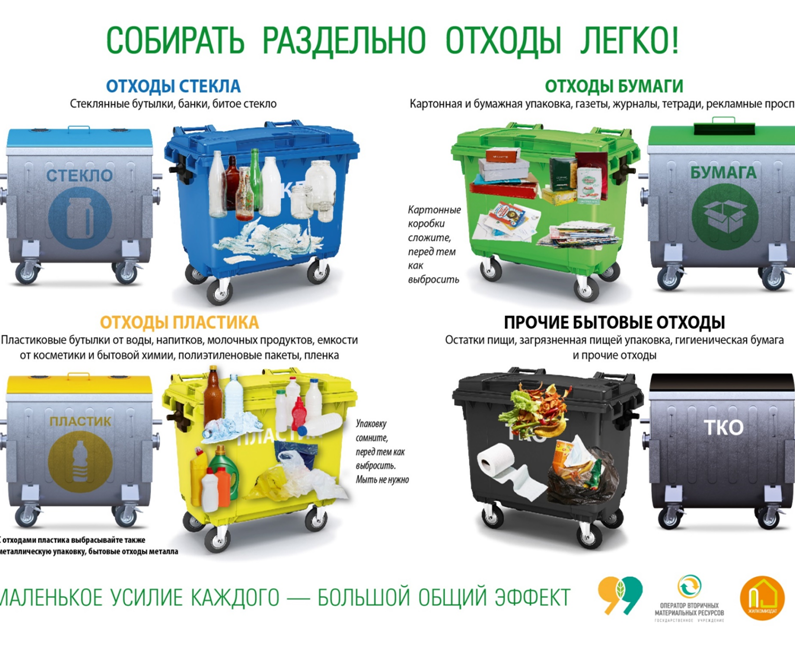 СОБИРАТЬ РАЗДЕЛЬНО ОТХОДЫ ЛЕГКО!
ОТХОДЫ СТЕКЛА
Стеклянные бутылки, банки, битое стекло
СТЕКЛО
ОТХОДЫ БУМАГИ
Картонная и бумажная упаковка, газеты, журналы, тетради, рекламные просп
Картонные
коробки
сложите,
перед тем
как
выбросить
БУМАГА
ОТХОДЫ ПЛАСТИКА
Пластиковые бутылки от воды, напитков, молочных продуктов, емкости
от косметики и бытовой химии, полиэтиленовые пакеты, пленка
ПЛАСТИК
ПЛАСТ
Упаковку
сомните,
перед тем как
выбросить.
Мыть не нужно
С отходами пластика выбрасывайте также
металлическую упаковку, бытовые отходы металла
ПРОЧИЕ БЫТОВЫЕ ОТХОДЫ
Остатки пищи, загрязненная пищей упаковка, гигиеническая бумага
и прочие отходы
ТКО
ТКО
МАЛЕНЬКОЕ УСИЛИЕ КАЖДОГО — БОЛЬШОЙ ОБЩИЙ ЭФФЕКТ
ОПЕРАТОР ВТОРИЧНЫХ
МАТЕРИАЛЬНЫХ РЕСУРСОВ
ГОСУДАРСТВЕННОЕ УЧРЕЖДЕНИЕ